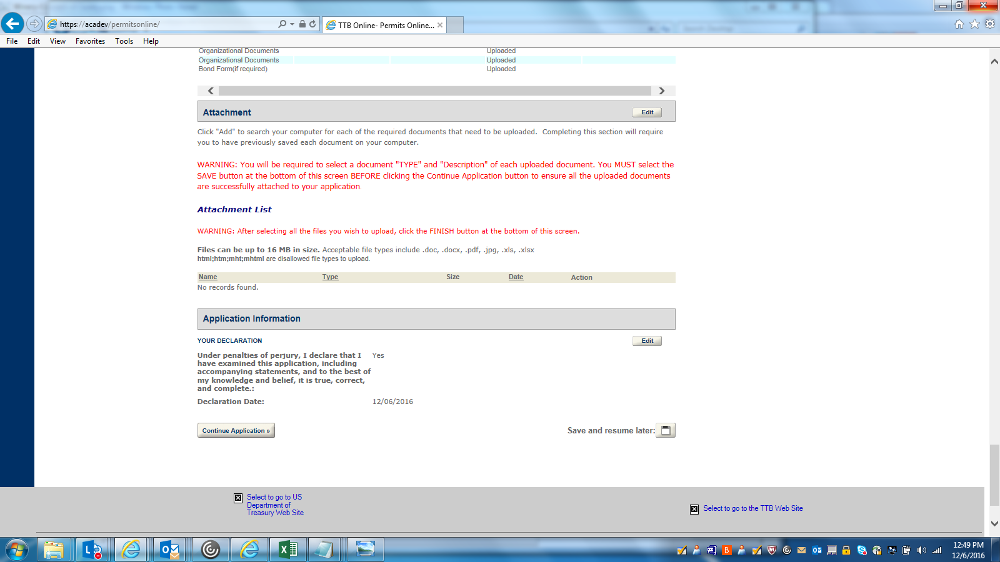 https://acadev/permitsonline/
TTB Online- Permits Online...
File Edit View Favorites Tools Help
Organizational Documents Uploaded
Organizational Documents Uploaded
Bond Form(if required) Uploaded
Attachment
Edit
Click "Add" to search your computer for each of the required documents that need to be uploaded. Completing this section will require
you to have previously saved each document on your computer.
WARNING: You will be required to select a document "TYPE" and "Description" of each uploaded document. You MUST select the
SAVE button at the bottom of this screen BEFORE clicking the Continue Application button to ensure all the uploaded documents
are successfully attached to your application.
Attachment List
WARNING: After selecting all the files you wish to upload, click the FINISH button at the bottom of this screen.
Files can be up to 16 MB in size. Acceptable file types include .doc, .docx, .pdf, .jpg, .xls, .xlsx
html;htm;mht;mhtml are disallowed file types to upload.
Name Type Size Date Action
No records found.
Application Information
YOUR DECLARATION
Edit
Under penalties of perjury, I declare that I Yes
have examined this application, including
accompanying statements, and to the best of
my knowledge and belief, it is true, correct,
and complete.:
Declaration Date: 12/06/2016
Continue Application »
Save and resume later:
Select to go to US
Department of
Treasury Web Site
Select to go to the TTB Web Site
12:49 PM
12/6/2016